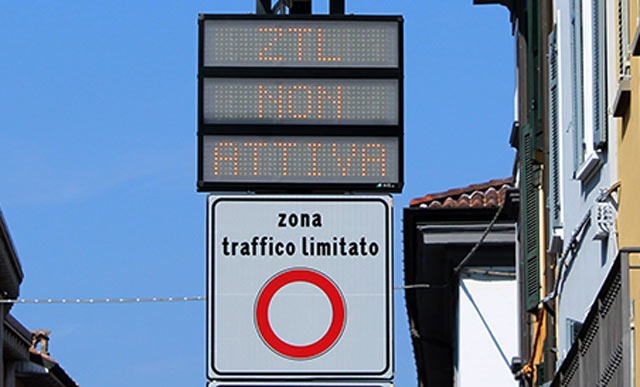 ZTL
NON
ATTIVA
zona
traffico limitato